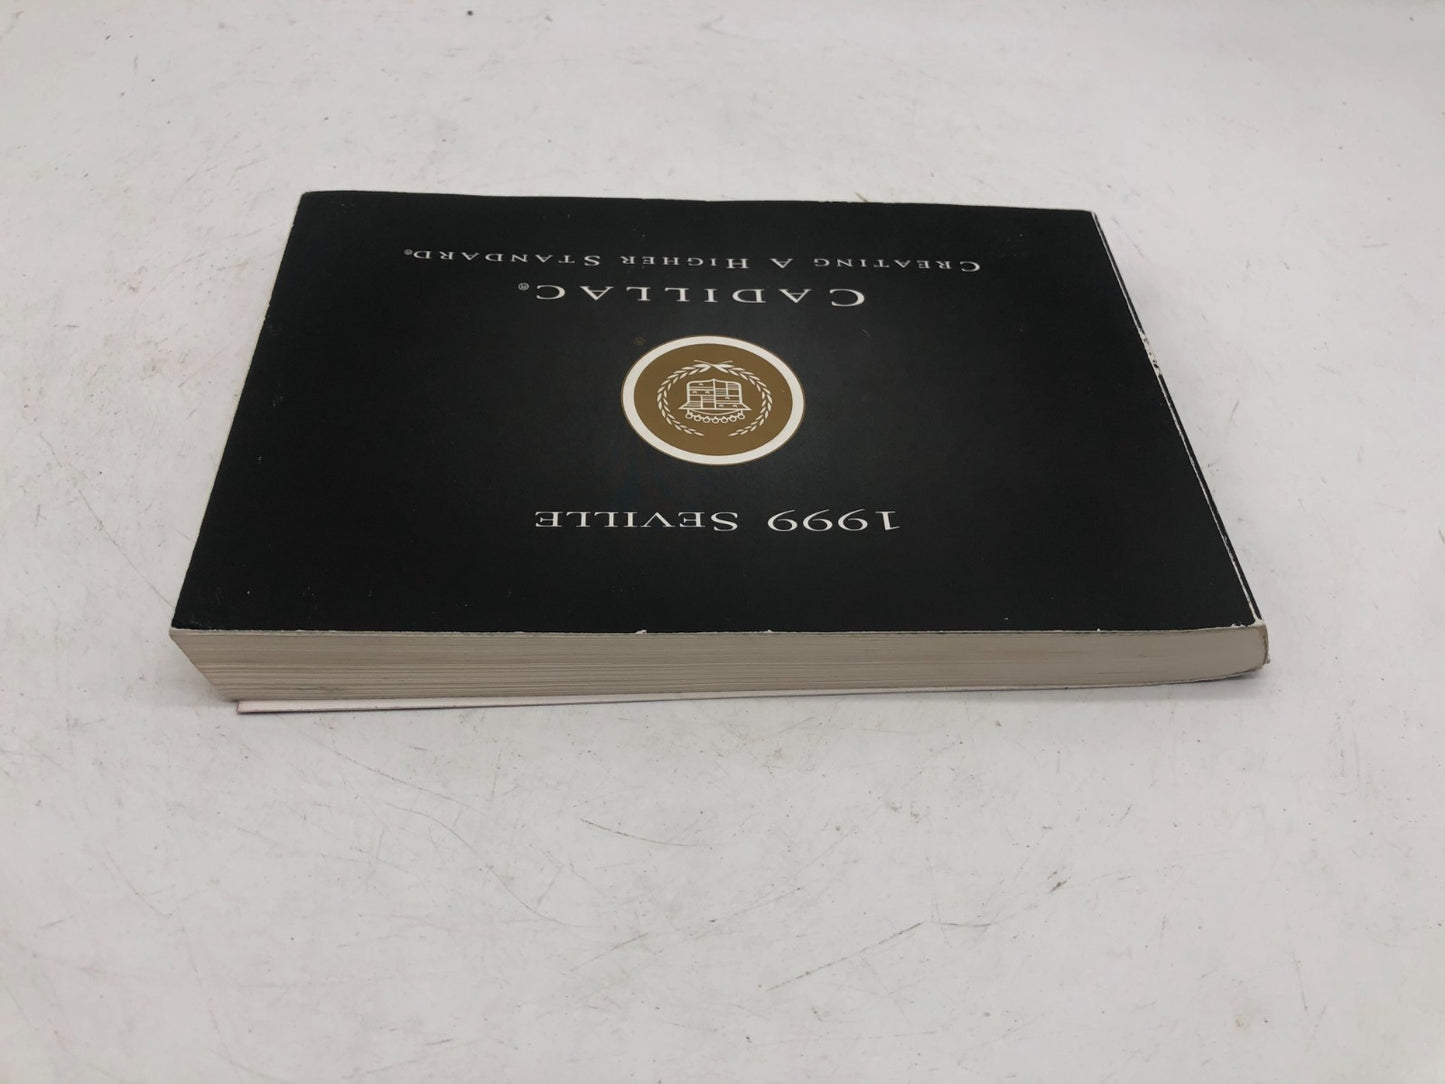 1999 SEVILLE
®
CADILLAC®
CREATING A HIGHER STANDARD®